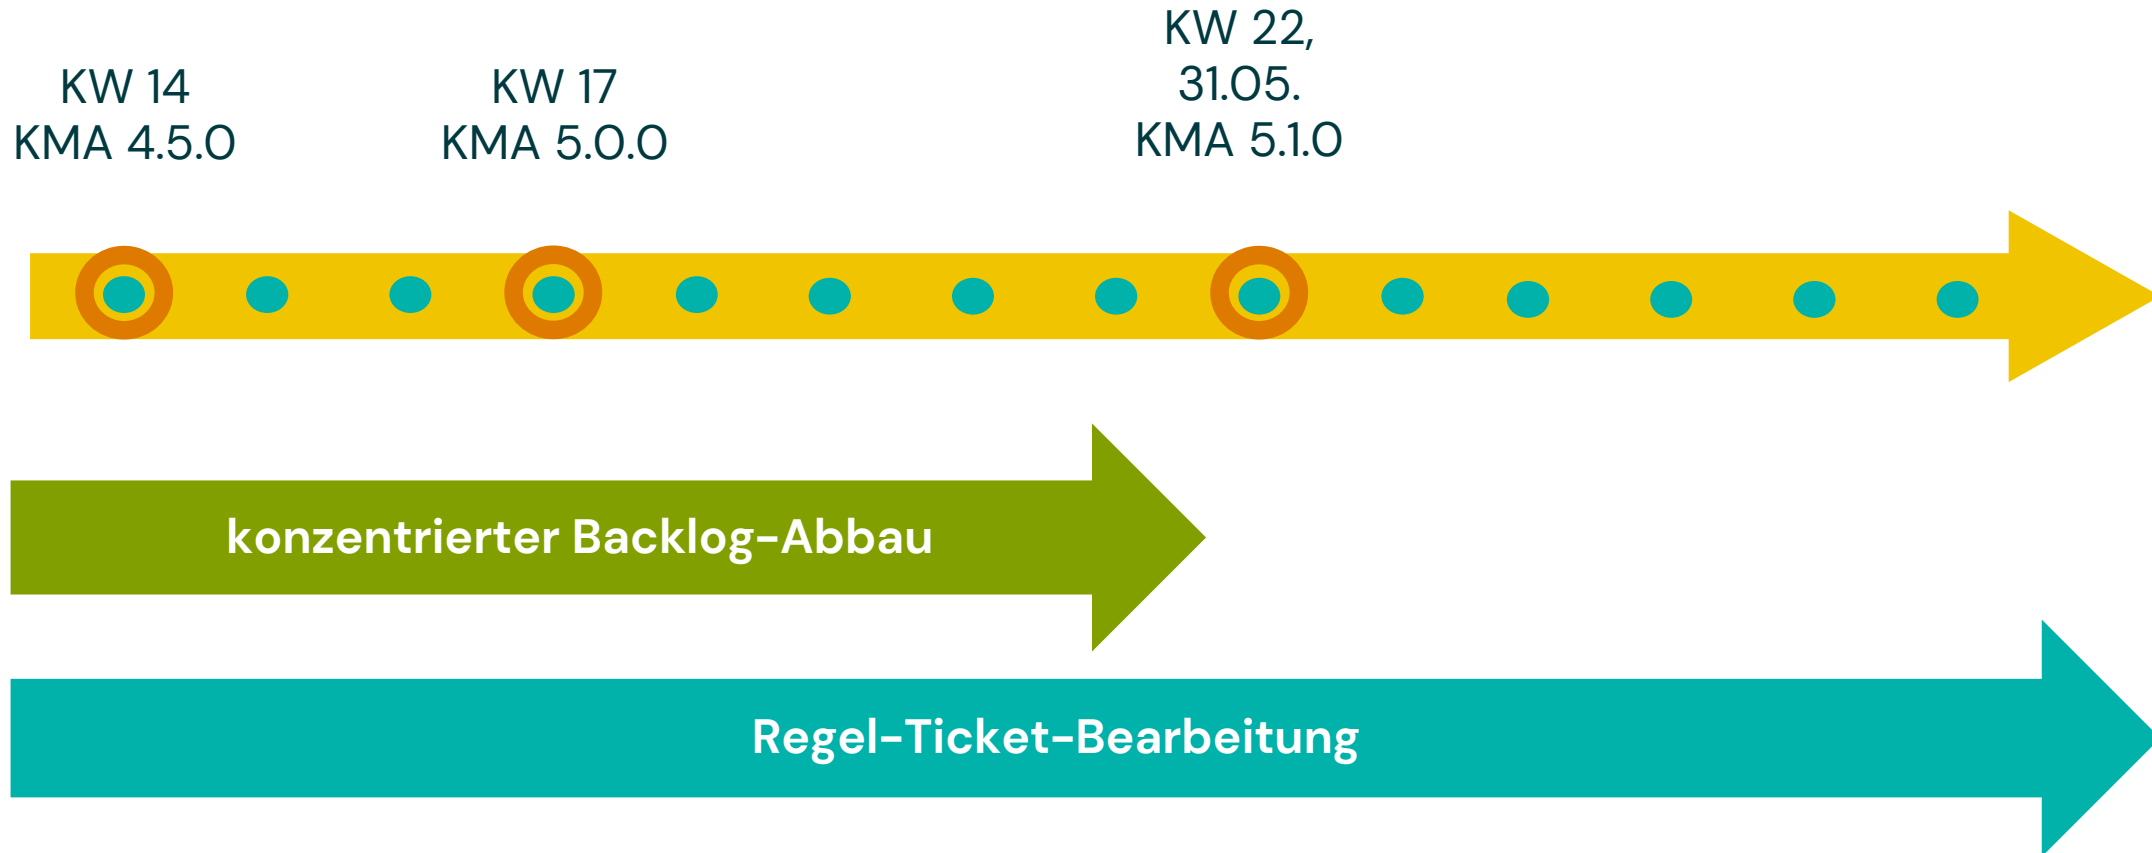 KW 14
KMA 4.5.0
KW 17
KMA 5.0.0
KW 22,
31.05.
KMA 5.1.0
konzentrierter Backlog-Abbau
Regel-Ticket-Bearbeitung